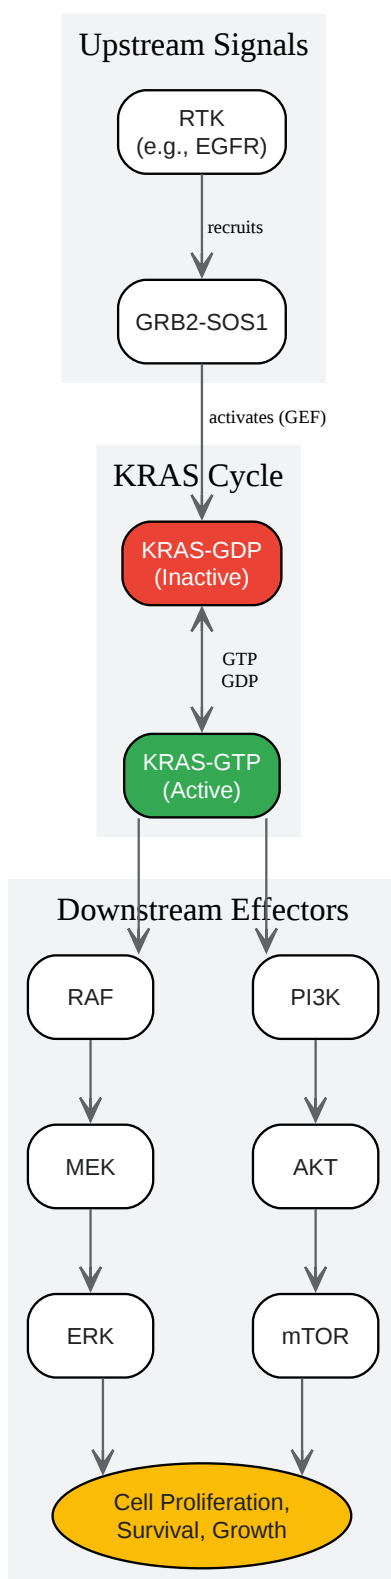 Upstream Signals
RTK
(e.g., EGFR)
recruits
GRB2-SOS1
activates (GEF)
KRAS Cycle
KRAS-GDP
(Inactive)
GTP
GDP
KRAS-GTP
(Active)
Downstream Effectors
RAF
PI3K
MEK
AKT
ERK
mTOR
Cell Proliferation,
Survival, Growth